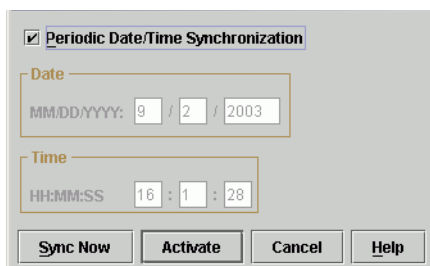 Periodic Date/Time Synchronization
Date
MM/DD/YYYY: 9 / 2 / 2003
Time
HH:MM:SS 16 : 1 : 28
Sync Now Activate Cancel Help